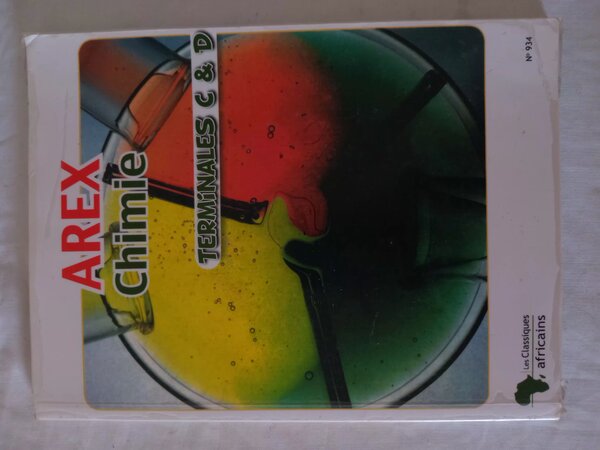 AREX
Chimie
TERMINALES C & D
Les Classiques
africains
N° 934